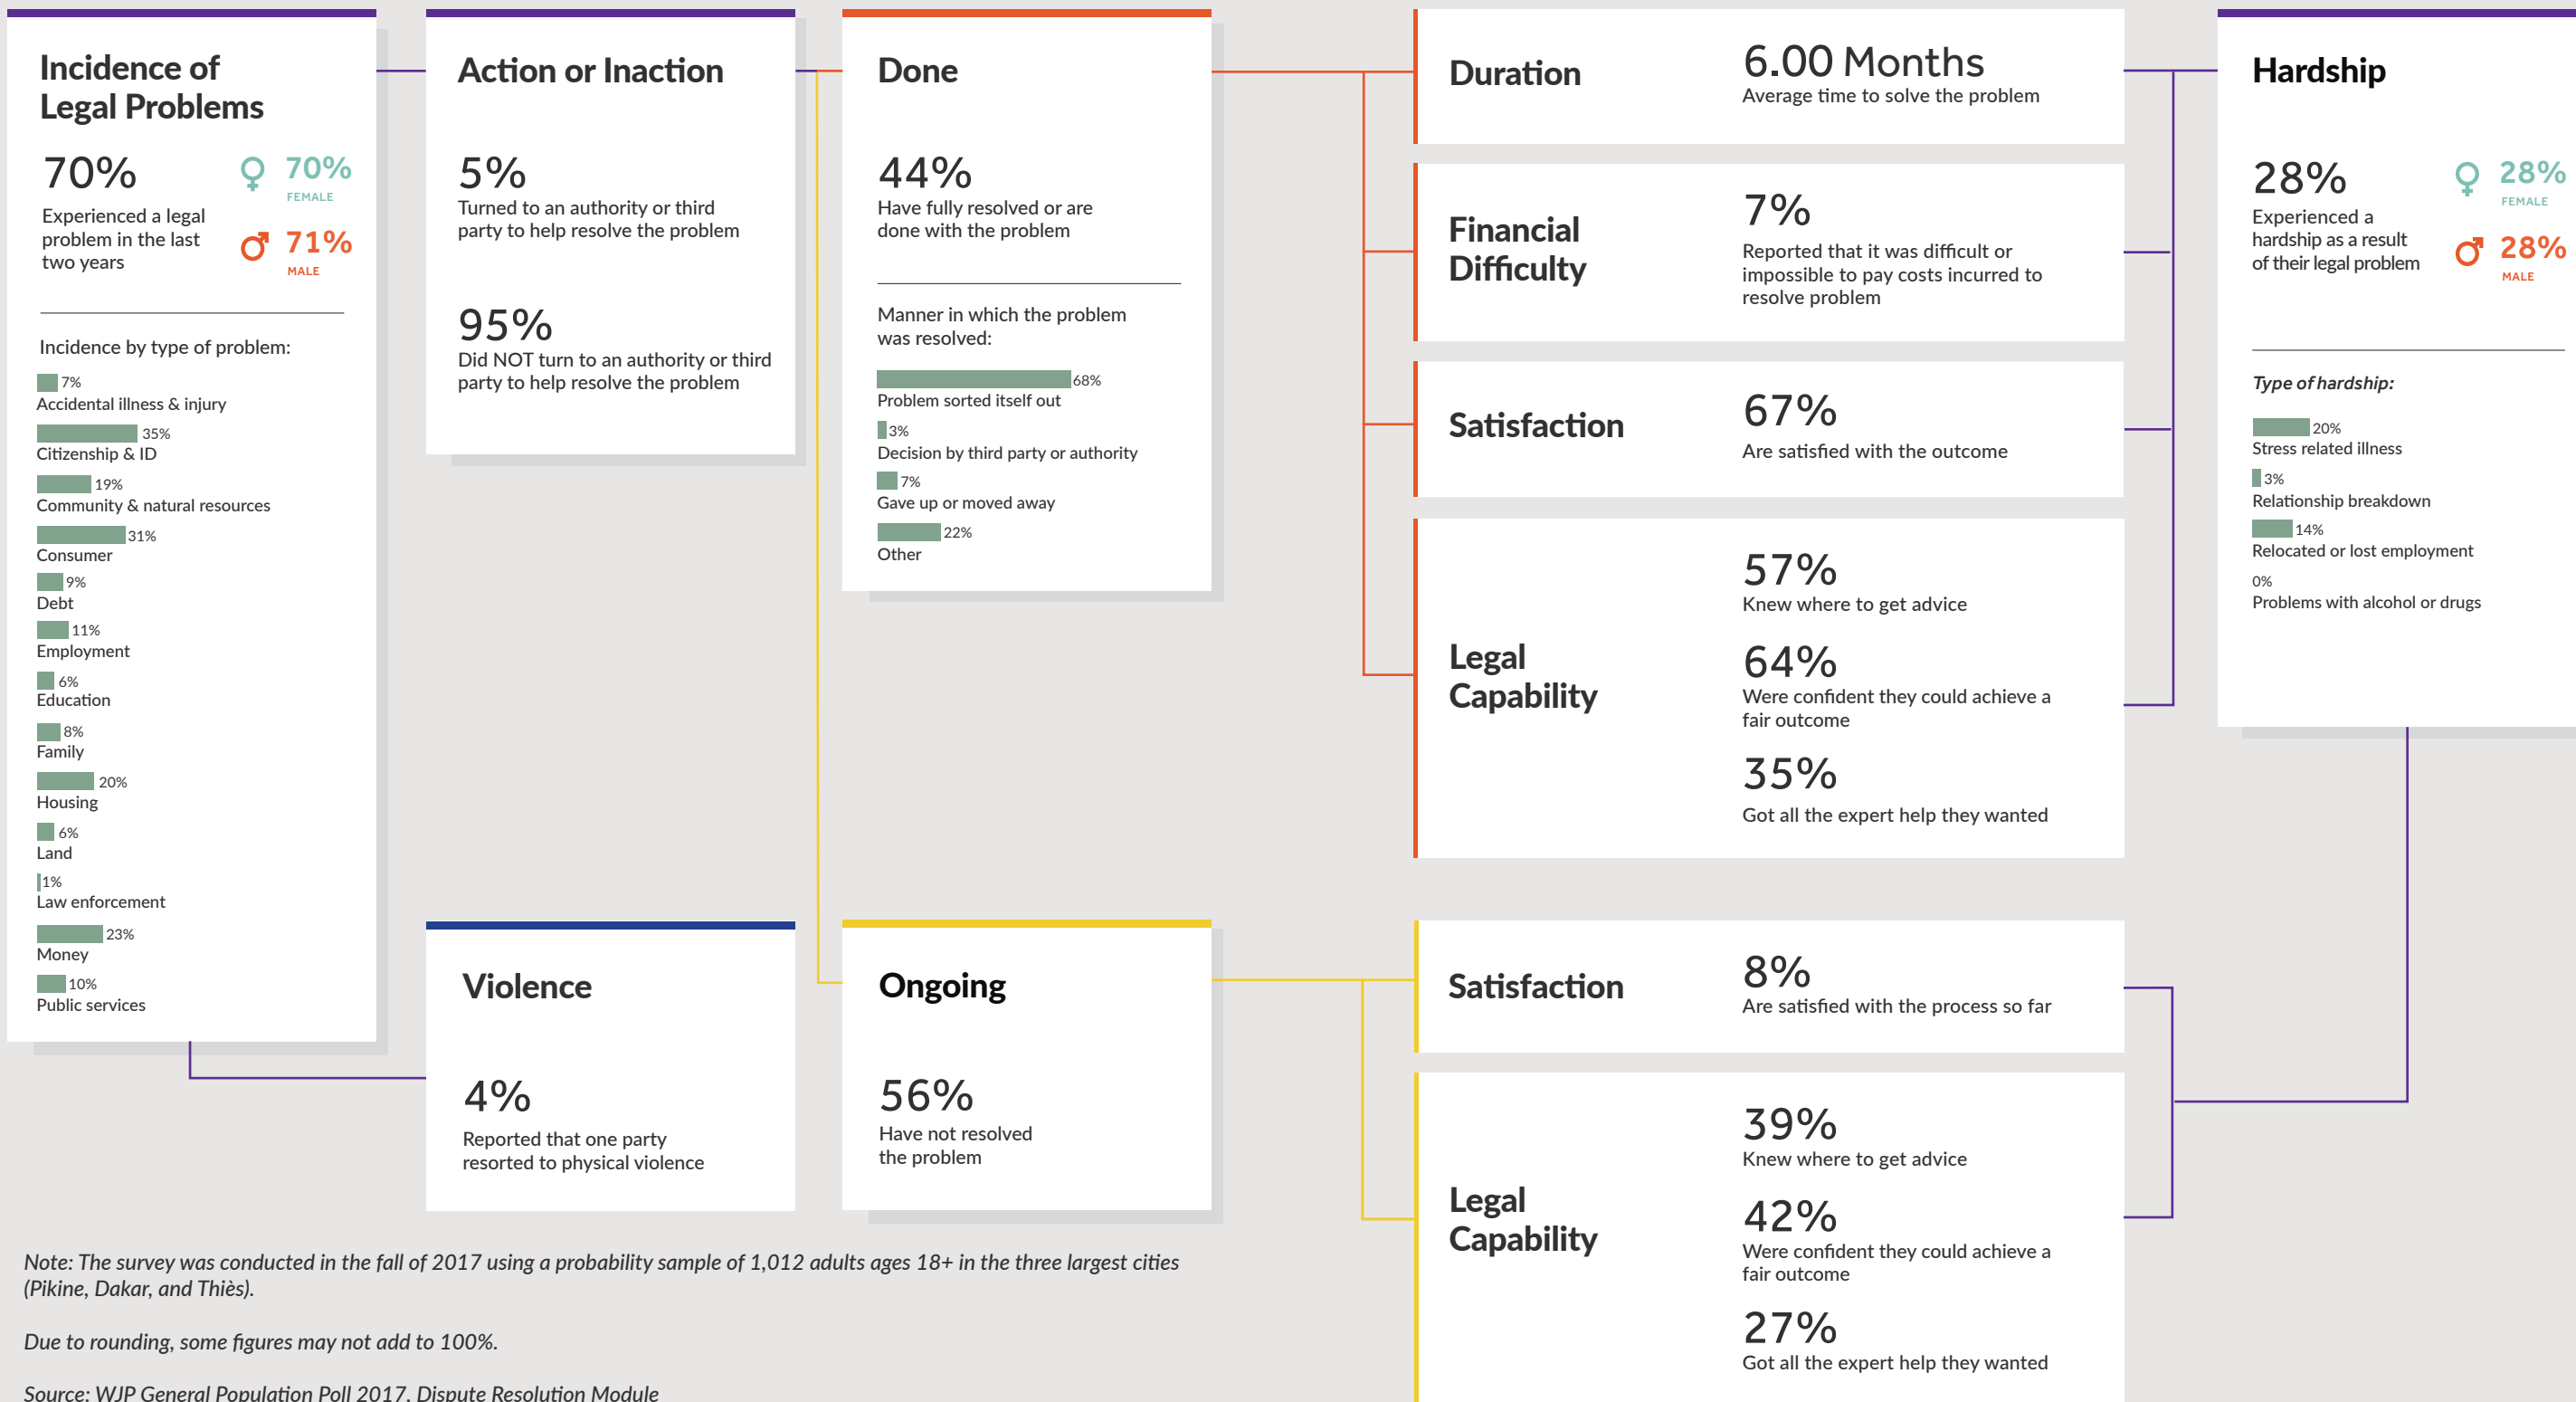 Incidence of
Legal Problems
70%
Experienced a legal
problem in the last
two years
70%
FEMALE
71%
MALE
Incidence by type of problem:
7%
Accidental illness & injury
35%
Citizenship & ID
19%
Community & natural resources
31%
Consumer
9%
Debt
11%
Employment
6%
Education
8%
Family
20%
Housing
6%
Land
1%
Law enforcement
23%
Money
10%
Public services
Action or Inaction
5%
Turned to an authority or third
party to help resolve the problem
95%
Did NOT turn to an authority or third
party to help resolve the problem
Violence
4%
Reported that one party
resorted to physical violence
Done
44%
Have fully resolved or are
done with the problem
Manner in which the problem
was resolved:
68%
Problem sorted itself out
3%
Decision by third party or authority
7%
Gave up or moved away
22%
Other
Ongoing
56%
Have not resolved
the problem
Duration
6.00 Months
Average time to solve the problem
Financial
Difficulty
7%
Reported that it was difficult or
impossible to pay costs incurred to
resolve problem
Satisfaction
67%
Are satisfied with the outcome
Legal
Capability
57%
Knew where to get advice
64%
Were confident they could achieve a
fair outcome
35%
Got all the expert help they wanted
Satisfaction
8%
Are satisfied with the process so far
Legal
Capability
39%
Knew where to get advice
42%
Were confident they could achieve a
fair outcome
27%
Got all the expert help they wanted
Hardship
28%
Experienced a
hardship as a result
of their legal problem
28%
FEMALE
28%
MALE
Type of hardship:
20%
Stress related illness
3%
Relationship breakdown
14%
Relocated or lost employment
0%
Problems with alcohol or drugs
Note: The survey was conducted in the fall of 2017 using a probability sample of 1,012 adults ages 18+ in the three largest cities
(Pikine, Dakar, and Thiès).
Due to rounding, some figures may not add to 100%.
Source: WJP General Population Poll 2017, Dispute Resolution Module